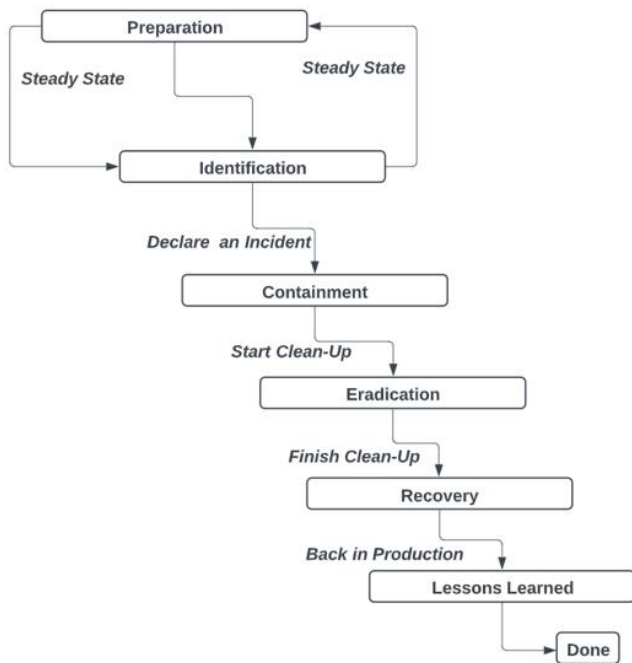 Preparation
Steady State
Steady State
Identification
Declare an Incident
Containment
Start Clean-Up
Eradication
Finish Clean-Up
Recovery
Back in Production
Lessons Learned
Done